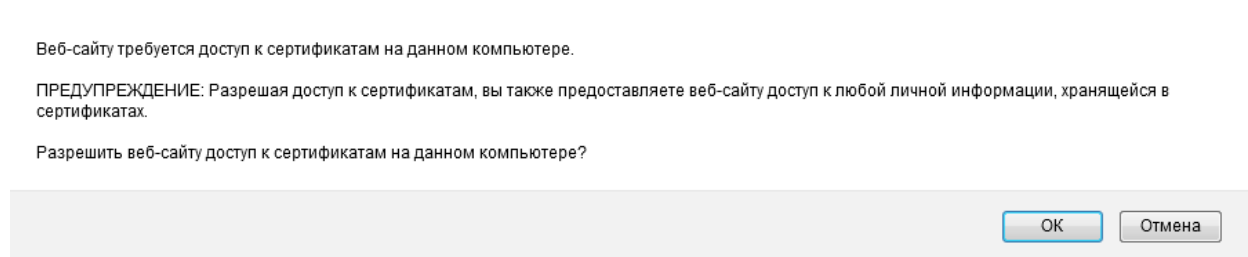 Веб-сайту требуется доступ к сертификатам на данном компьютере.
ПРЕДУПРЕЖДЕНИЕ: Разрешая доступ к сертификатам, вы также предоставляете веб-сайту доступ к любой личной информации, хранящейся в
сертификатах.
Разрешить веб-сайту доступ к сертификатам на данном компьютере?
ОК
Отмена